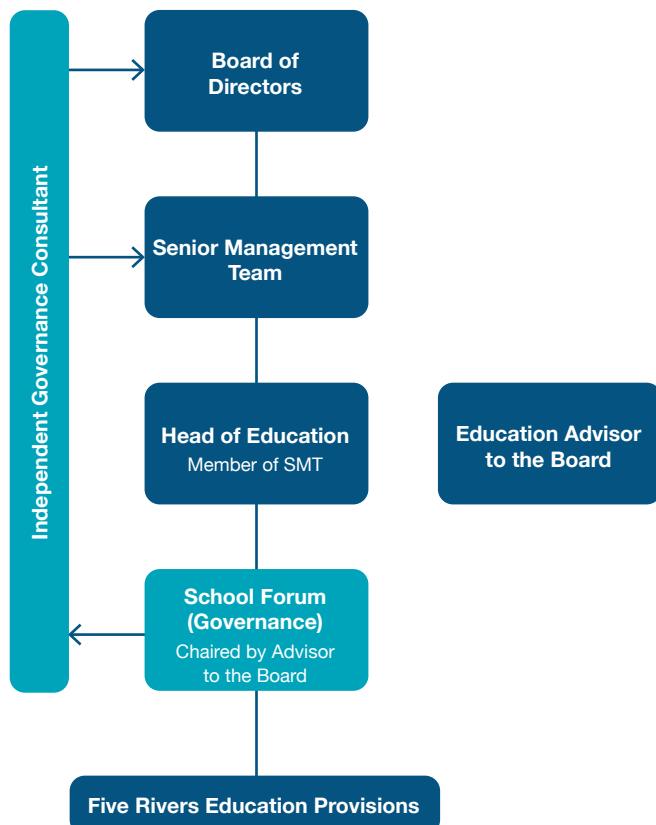 Independent Governance Consultant
Board of
Directors
Senior Management
Team
Head of Education
Member of SMT
Education Advisor
to the Board
School Forum
(Governance)
Chaired by Advisor
to the Board
Five Rivers Education Provisions